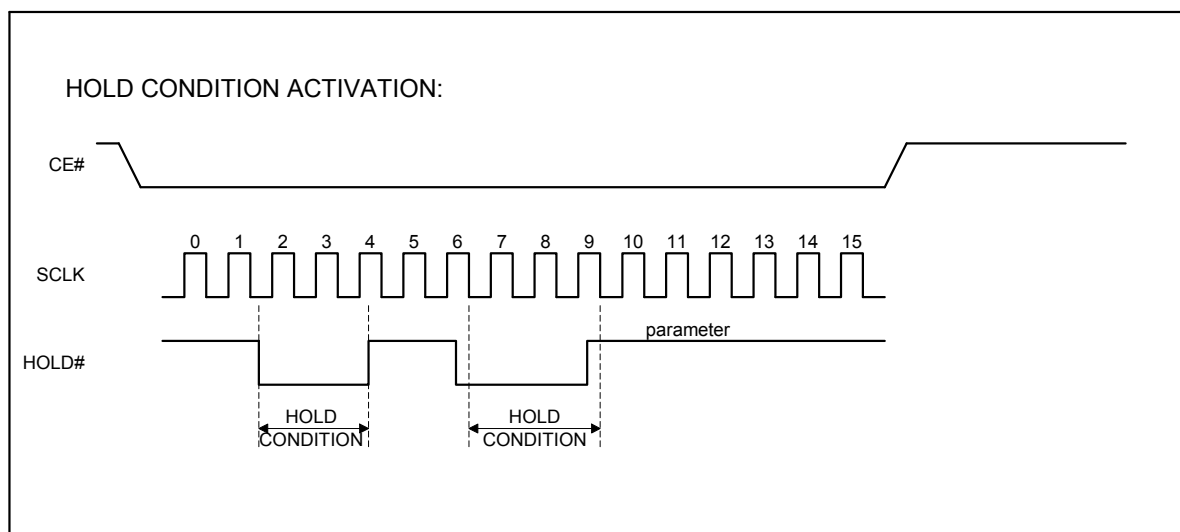 HOLD CONDITION ACTIVATION:
CE#
0 1 2 3 4 5 6 7 8 9 10 11 12 13 14 15
SCLK
parameter
HOLD#
HOLD HOLD
CONDITION CONDITION